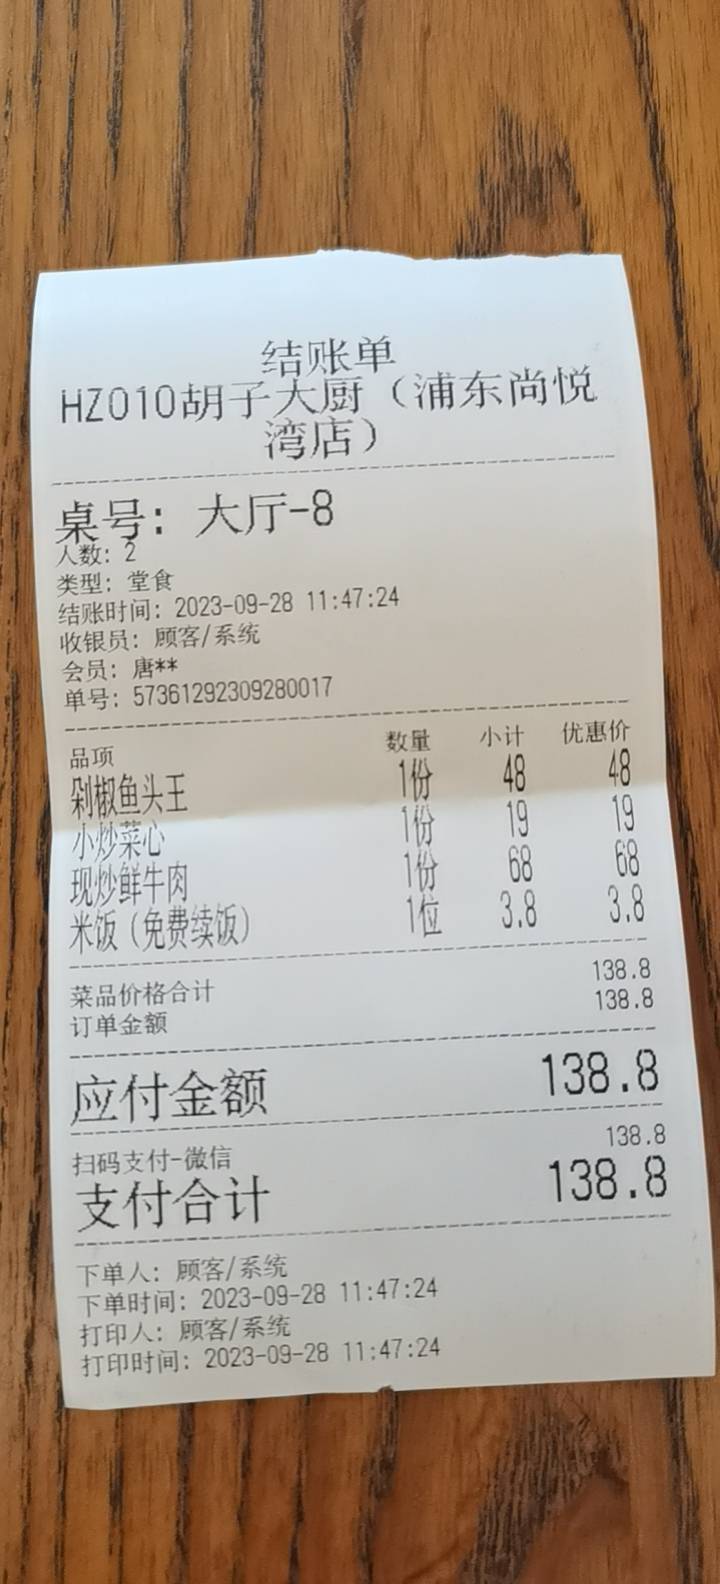 结账单
HZ010胡子大厨（浦东尚悦
湾店）
桌号：大厅-8
人数：2
类型：堂食
结账时间：2023-09-28 11:47:24
收银员：顾客/系统
会员：唐**
单号：57361292309280017
品项 数量 小计 优惠价
剁椒鱼头王 1份 48 48
小炒菜心 1份 19 19
现炒鲜牛肉 1份 68 68
米饭（免费续饭） 1位 3.8 3.8
菜品价格合计 138.8
订单金额 138.8
应付金额 138.8
扫码支付-微信 138.8
支付合计 138.8
下单人：顾客/系统
下单时间：2023-09-28 11:47:24
打印人：顾客/系统
打印时间：2023-09-28 11:47:24